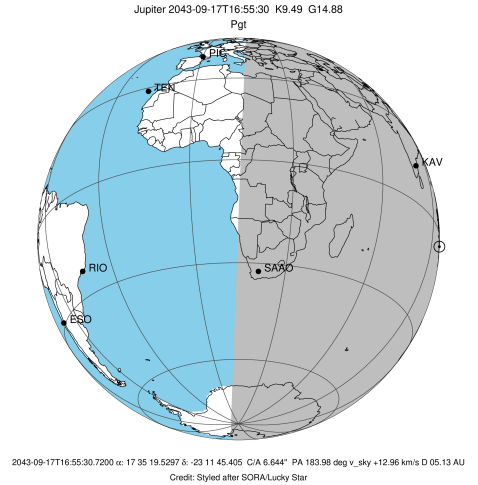 Jupiter 2043-09-17T16:55:30  K9.49  G14.88
Pgt
PIC
TEN
KAV
RIO
SAAO
ESO
2043-09-17T16:55:30.7200 α: 17 35 19.5297 δ: -23 11 45.405  C/A 6.644"  PA 183.98 deg v_sky +12.96 km/s D 05.13 AU
Credit: Styled after SORA/Lucky Star